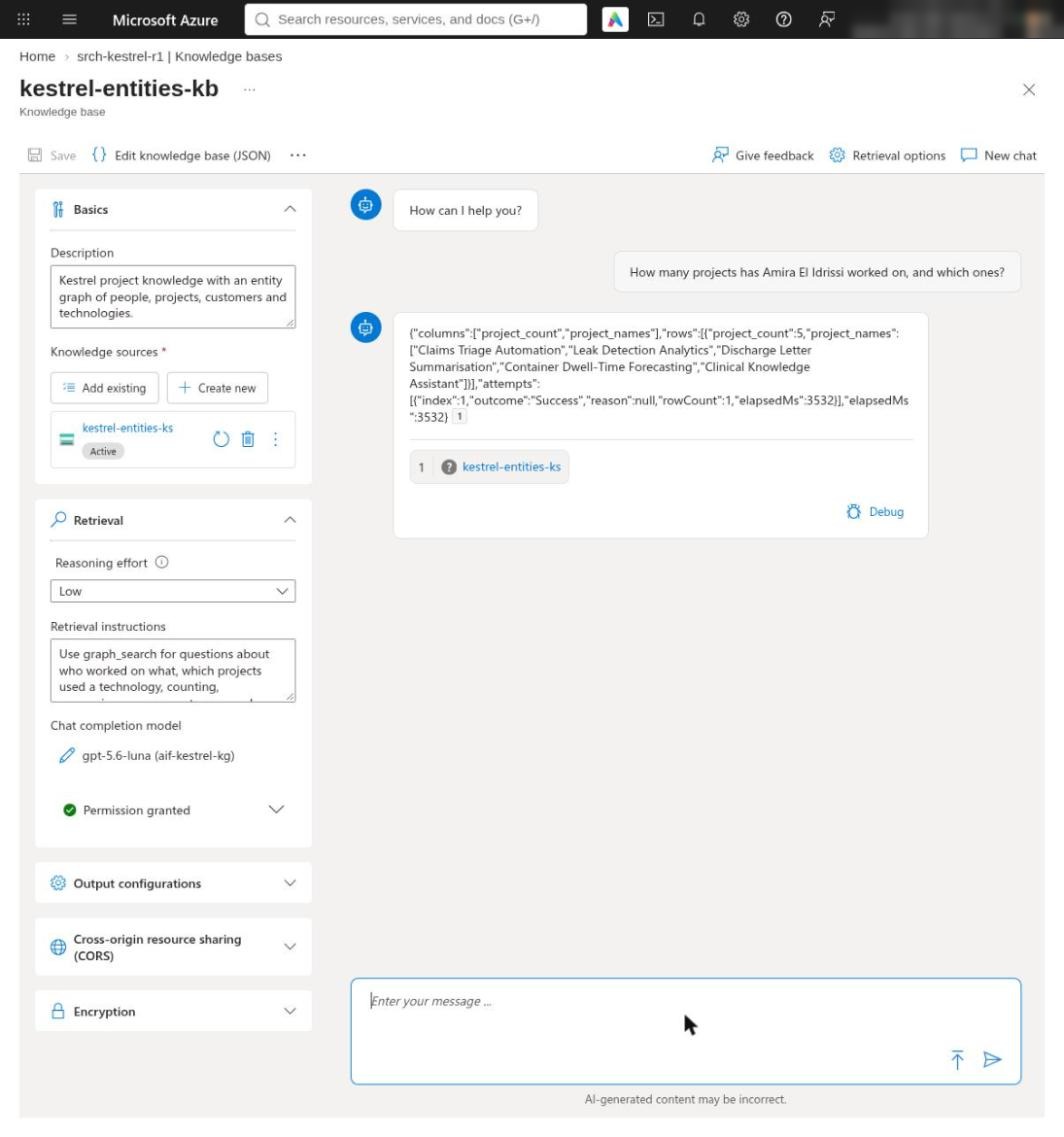 Microsoft Azure
Search resources, services, and docs (G+/)
Home > srch-kestrel-r1 | Knowledge bases
kestrel-entities-kb ...
Knowledge base
Save
{} Edit knowledge base (JSON) ...
Give feedback
Retrieval options
New chat
Basics
Description
Kestrel project knowledge with an entity
graph of people, projects, customers and
technologies.
Knowledge sources *
Add existing
+ Create new
kestrel-entities-ks
Active
Retrieval
Reasoning effort
Low
Retrieval instructions
Use graph_search for questions about
who worked on what, which projects
used a technology, counting,
Chat completion model
gpt-5.6-luna (aif-kestrel-kg)
Permission granted
Output configurations
Cross-origin resource sharing
(CORS)
Encryption
How can I help you?
How many projects has Amira El Idrissi worked on, and which ones?
{"columns":["project_count","project_names"],"rows":[{"project_count":5,"project_names":
["Claims Triage Automation","Leak Detection Analytics","Discharge Letter
Summarisation","Container Dwell-Time Forecasting","Clinical Knowledge
Assistant"]}],"attempts":
[{"index":1,"outcome":"Success","reason":null,"rowCount":1,"elapsedMs":3532}],"elapsedMs
":3532} 1
1 kestrel-entities-ks
Debug
Enter your message ...
AI-generated content may be incorrect.